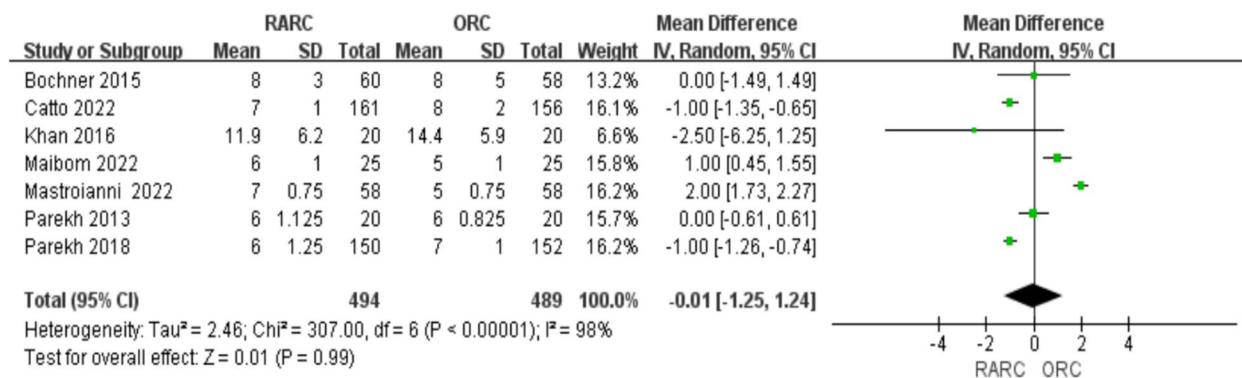 RARC ORC Mean Difference Mean Difference
Study or Subgroup Mean SD Total Mean SD Total Weight IV, Random, 95% CI IV, Random, 95% CI
Bochner 2015 8 3 60 8 5 58 13.2% 0.00 [-1.49, 1.49]
Catto 2022 7 1 161 8 2 156 16.1% -1.00 [-1.35, -0.65]
Khan 2016 11.9 6.2 20 14.4 5.9 20 6.6% -2.50 [-6.25, 1.25]
Maibom 2022 6 1 25 5 1 25 15.8% 1.00 [0.45, 1.55]
Mastroianni 2022 7 0.75 58 5 0.75 58 16.2% 2.00 [1.73, 2.27]
Parekh 2013 6 1.125 20 6 0.825 20 15.7% 0.00 [-0.61, 0.61]
Parekh 2018 6 1.25 150 7 1 152 16.2% -1.00 [-1.26, -0.74]
Total (95% CI) 494 489 100.0% -0.01 [-1.25, 1.24]
Heterogeneity: Tau² = 2.46; Chi² = 307.00, df = 6 (P < 0.00001); I² = 98%
Test for overall effect: Z = 0.01 (P = 0.99)
-4 -2 0 2 4
RARC ORC